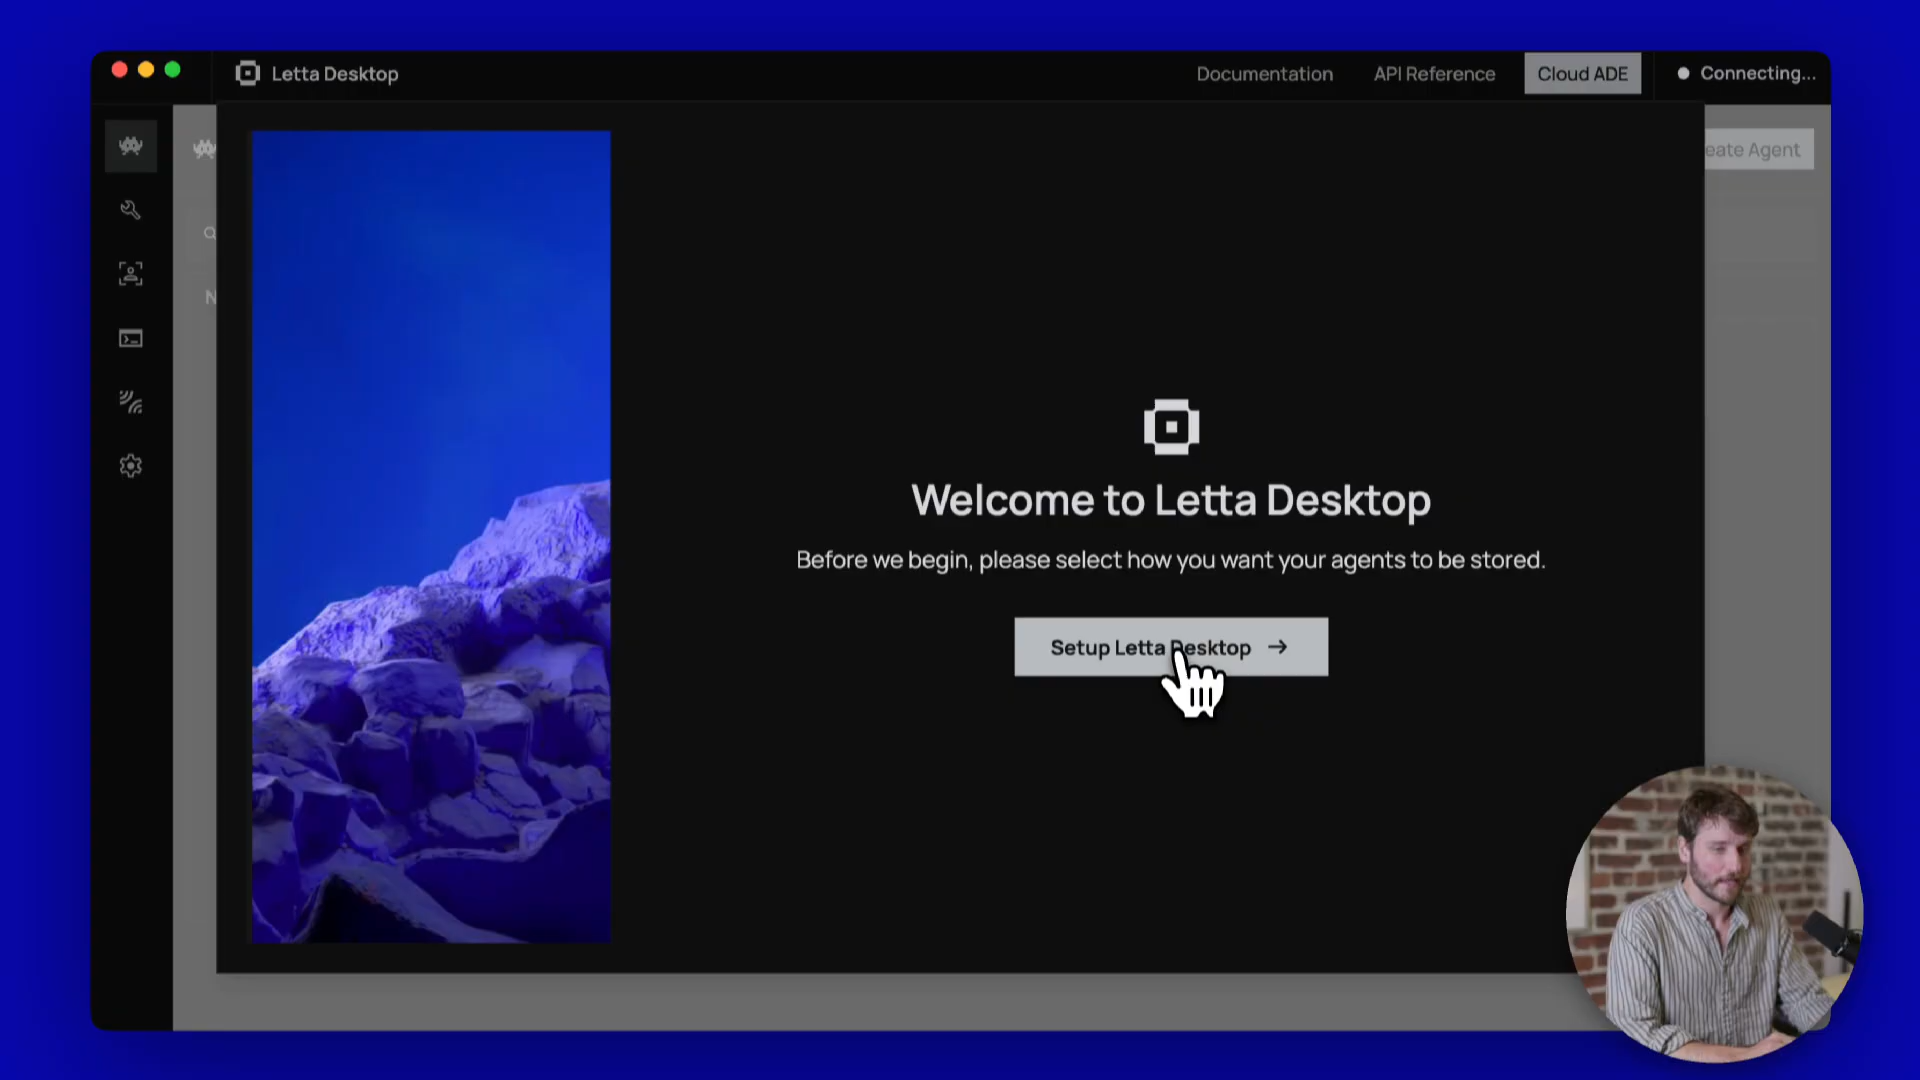 Letta Desktop
Documentation
API Reference
Cloud ADE
Connecting...
eate Agent
N
Welcome to Letta Desktop
Before we begin, please select how you want your agents to be stored.
Setup Letta Desktop →